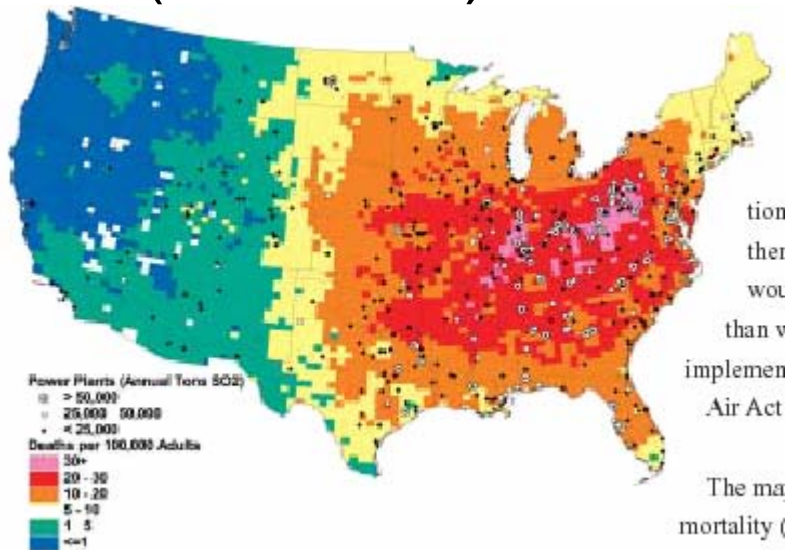 Power Plants (Annual Tons SO2)
> 50,000
25,000 50,000
< 25,000
Deaths per 100,000 Adults
30+
20 - 30
10 - 20
5 - 10
1 5
<=1
tion
ther
wou
than w
implemen
Air Act
The map
mortality (